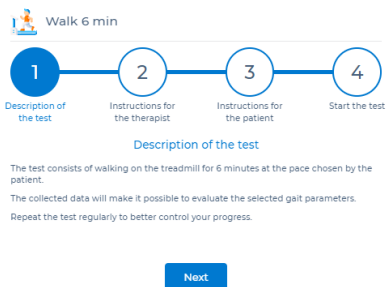 Walk 6 min
1
2
3
4
Description of
the test
Instructions for
the therapist
Instructions for
the patient
Start the test
Description of the test
The test consists of walking on the treadmill for 6 minutes at the pace chosen by the
patient.
The collected data will make it possible to evaluate the selected gait parameters.
Repeat the test regularly to better control your progress.
Next